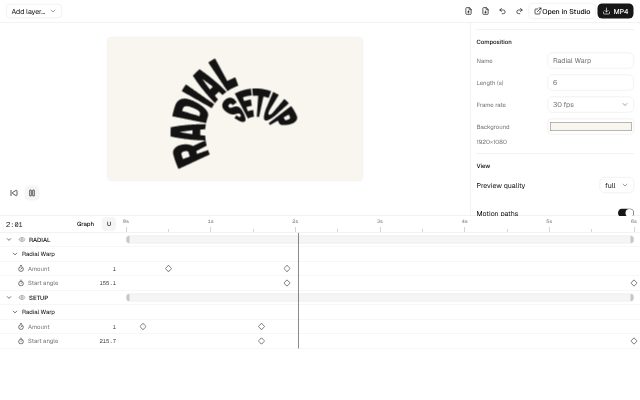 Add layer...
Open in Studio
MP4
RADIAL
SETUP
Composition
Name
Radial Warp
Length (s)
6
Frame rate
30 fps
Background
1920×1080
View
Preview quality
full
Motion paths
2:01
Graph
U
0s
1s
2s
3s
4s
5s
6s
RADIAL
Radial Warp
Amount
1
Start angle
155.1
SETUP
Radial Warp
Amount
1
Start angle
215.7